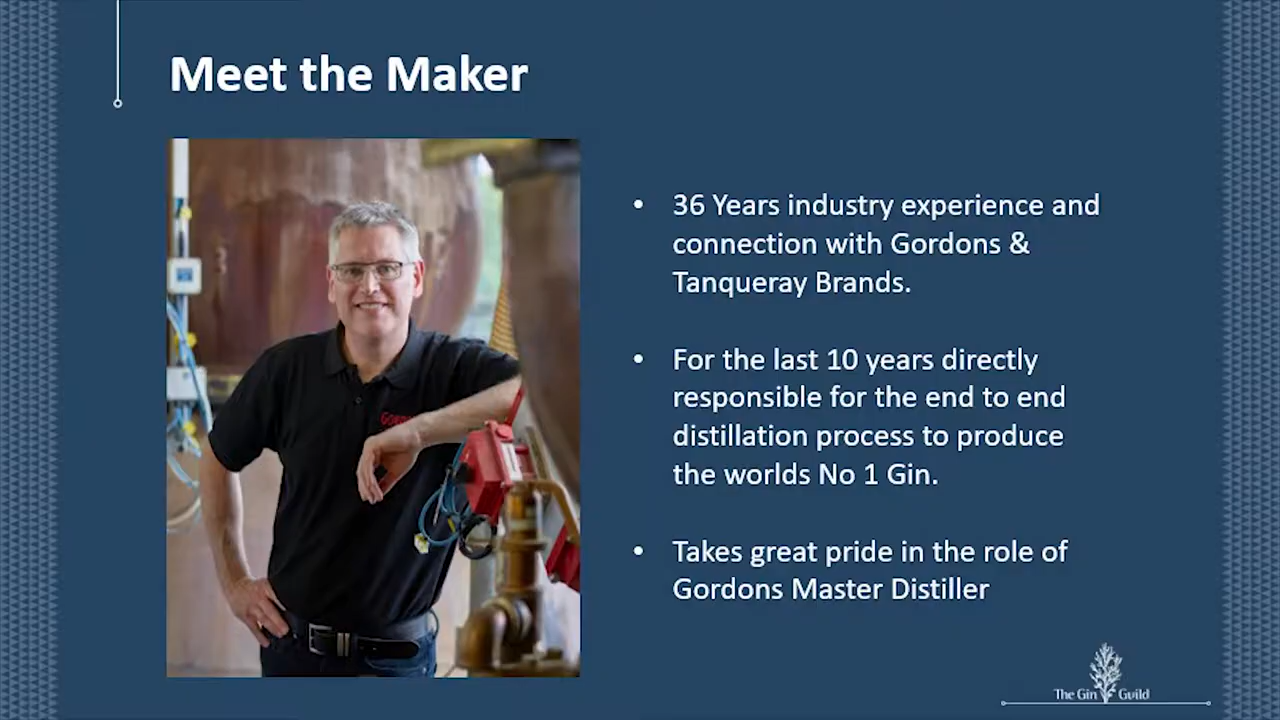 Meet the Maker
• 36 Years industry experience and
connection with Gordons &
Tanqueray Brands.
• For the last 10 years directly
responsible for the end to end
distillation process to produce
the worlds No 1 Gin.
• Takes great pride in the role of
Gordons Master Distiller
The Gin Guild